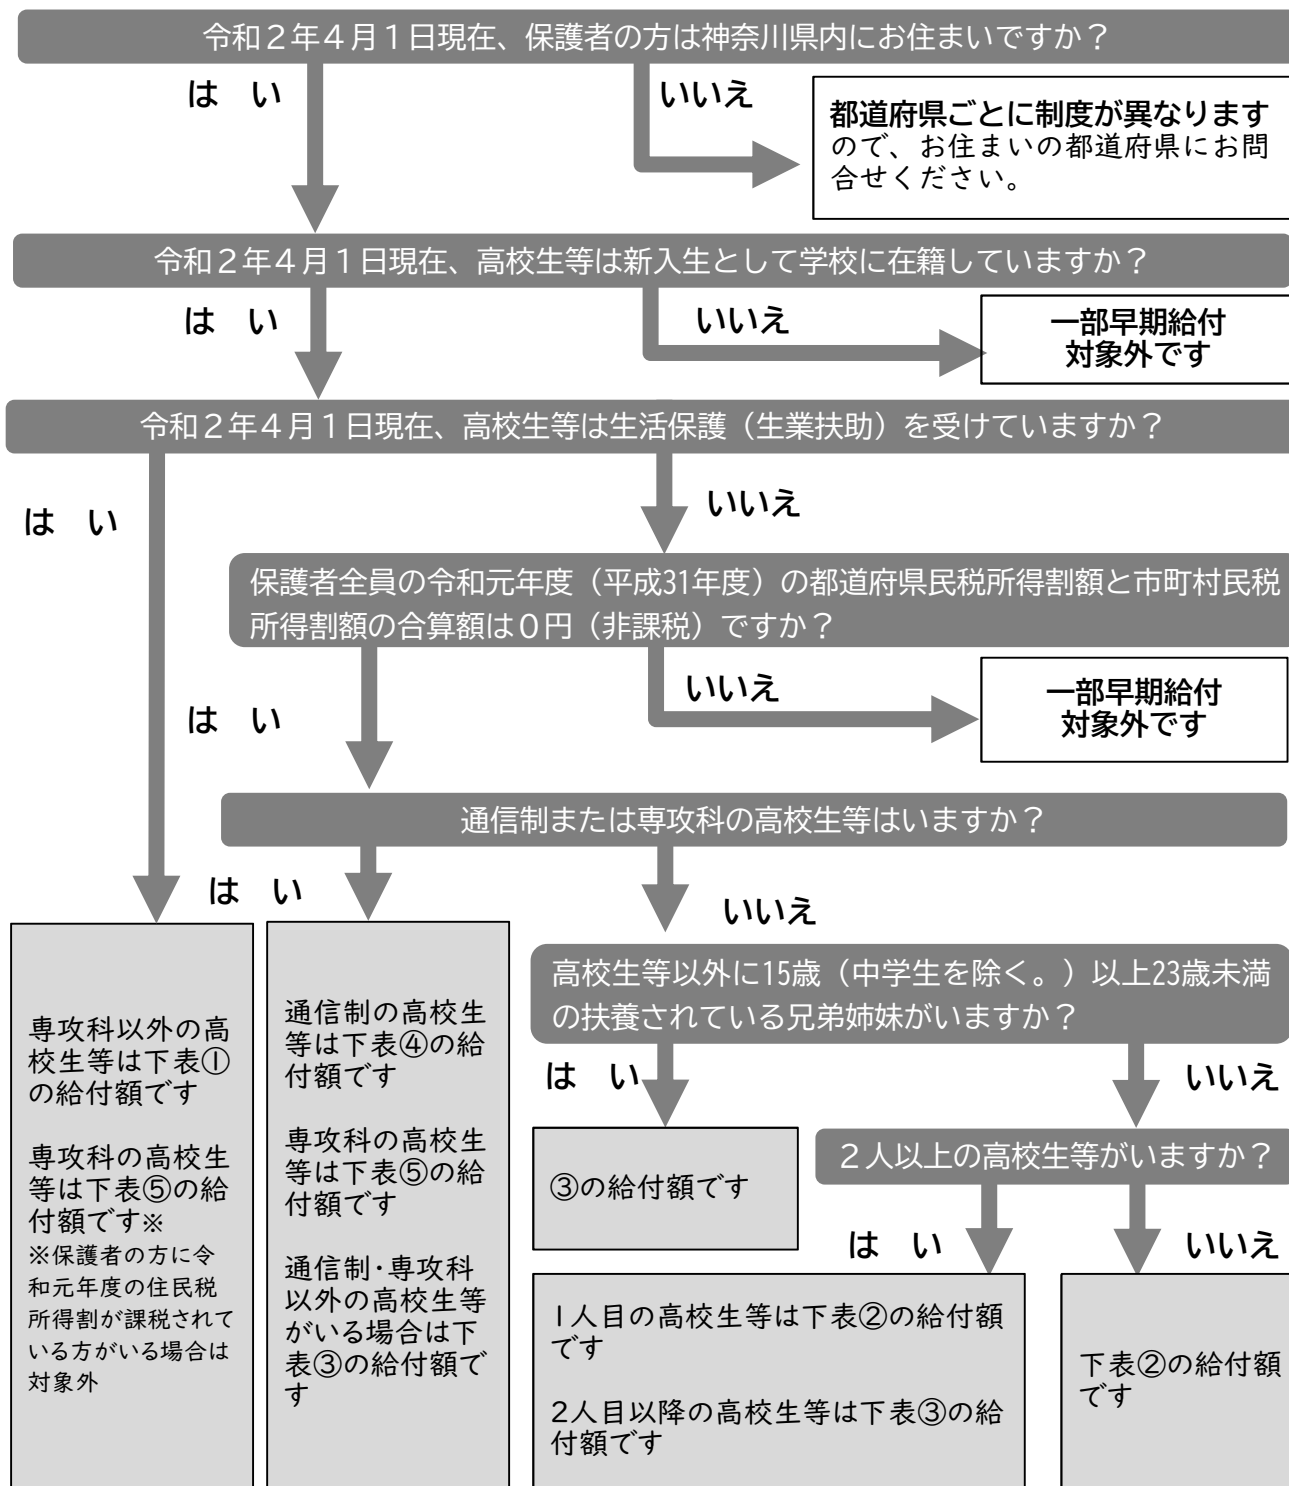 令和２年４月１日現在、保護者の方は神奈川県内にお住まいですか？
は　い
いいえ
都道府県ごとに制度が異なります
ので、お住まいの都道府県にお問
合せください。
令和２年４月１日現在、高校生等は新入生として学校に在籍していますか？
は　い
いいえ
一部早期給付
対象外です
令和２年４月１日現在、高校生等は生活保護（生業扶助）を受けていますか？
は　い
いいえ
保護者全員の令和元年度（平成31年度）の都道府県民税所得割額と市町村民税
所得割額の合算額は０円（非課税）ですか？
は　い
いいえ
一部早期給付
対象外です
通信制または専攻科の高校生等はいますか？
は　い
いいえ
専攻科以外の高
校生等は下表①
の給付額です
専攻科の高校生
等は下表⑤の給
付額です※
※保護者の方に令
和元年度の住民税
所得割が課税されて
いる方がいる場合は
対象外
通信制の高校生
等は下表④の給
付額です
専攻科の高校生
等は下表⑤の給
付額です
通信制・専攻科
以外の高校生等
がいる場合は下
表③の給付額で
す
高校生等以外に15歳（中学生を除く。）以上23歳未満
の扶養されている兄弟姉妹がいますか？
は　い
いいえ
③の給付額です
２人以上の高校生等がいますか？
は　い
いいえ
1人目の高校生等は下表②の給付額
です
2人目以降の高校生等は下表③の給
付額です
下表②の給付額
です